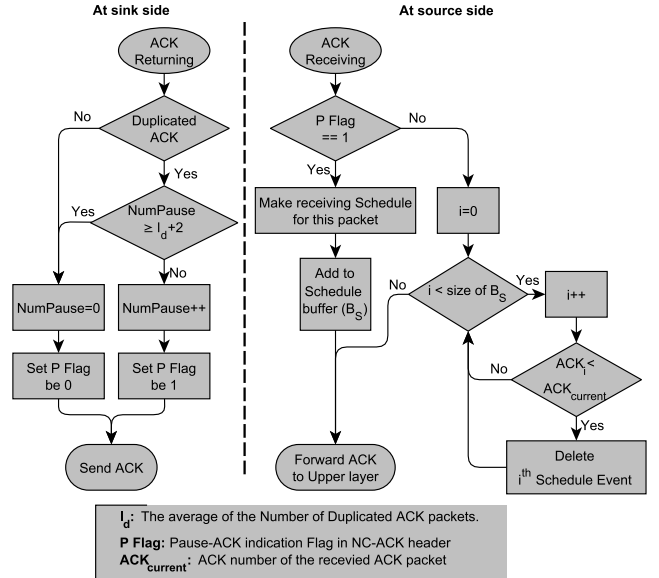 At sink side
ACK
Returning
Duplicated
ACK
No
Yes
NumPause
≥ I_d+2
Yes
No
NumPause=0
NumPause++
Set P Flag
be 0
Set P Flag
be 1
Send ACK
At source side
ACK
Receiving
P Flag
== 1
No
Yes
Make receiving Schedule
for this packet
i=0
Add to
Schedule
buffer (B_S)
No
i < size of B_S
Yes
i++
No
ACK_i<
ACK_current
Yes
Delete
i^th Schedule Event
Forward ACK
to Upper layer
I_d: The average of the Number of Duplicated ACK packets.
P Flag: Pause-ACK indication Flag in NC-ACK header
ACK_current: ACK number of the recevied ACK packet